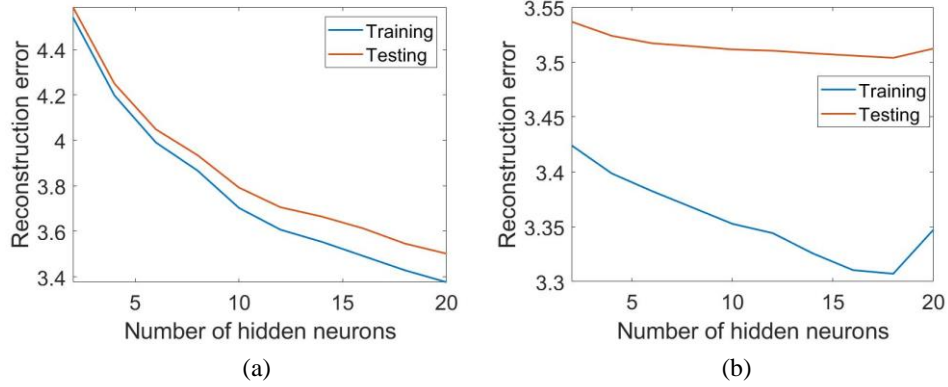 4.4
4.2
4
3.8
3.6
3.4
Reconstruction error
Training
Testing
5
10
15
20
Number of hidden neurons
(a)
3.55
3.5
3.45
3.4
3.35
3.3
Reconstruction error
Training
Testing
5
10
15
20
Number of hidden neurons
(b)